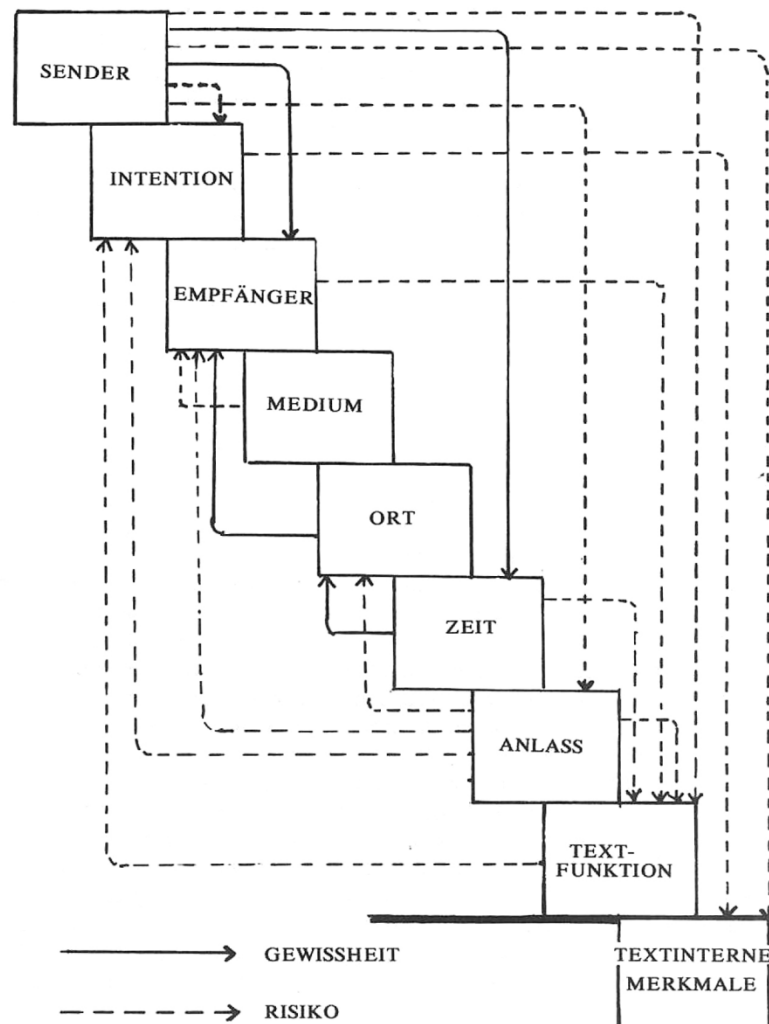 SENDER
INTENTION
EMPFÄNGER
MEDIUM
ORT
ZEIT
ANLASS
TEXT-
FUNKTION
GEWISSHEIT
TEXTINTERNE
MERKMALE
RISIKO